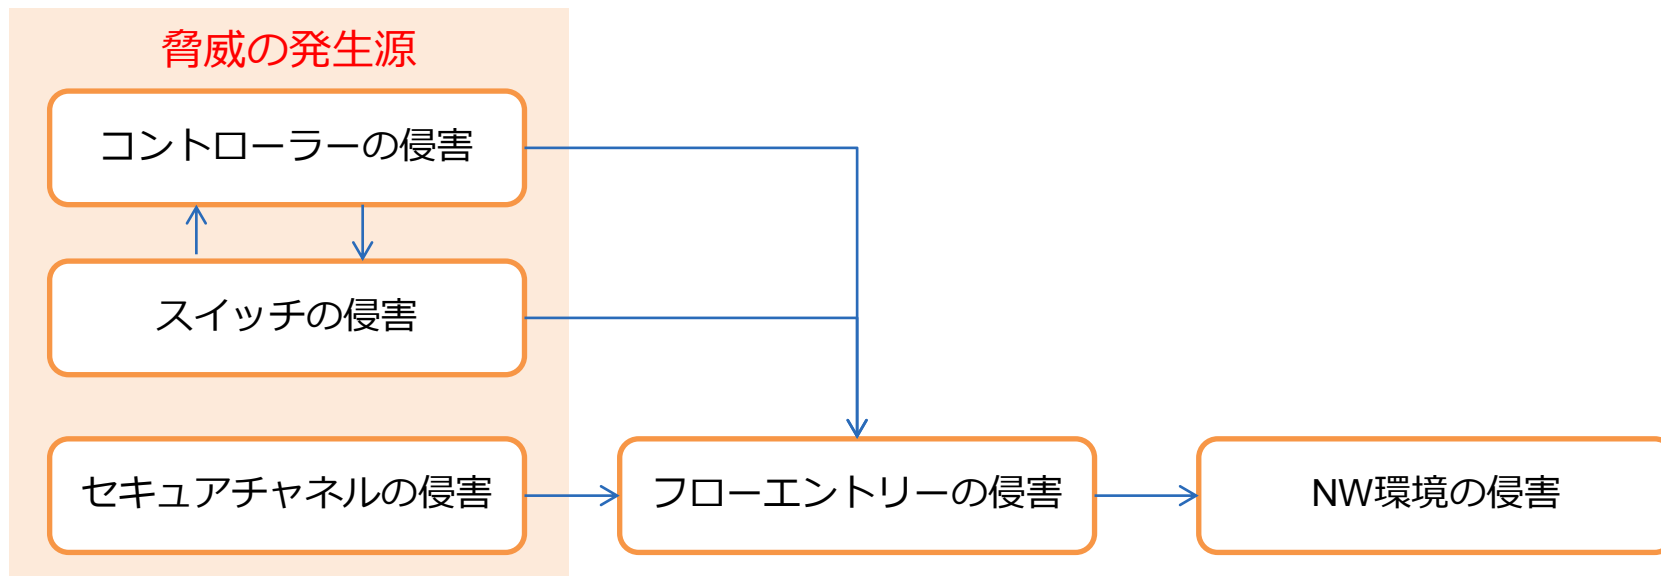 脅威の発生源
コントローラーの侵害
スイッチの侵害
セキュアチャネルの侵害
フローエントリーの侵害
NW環境の侵害